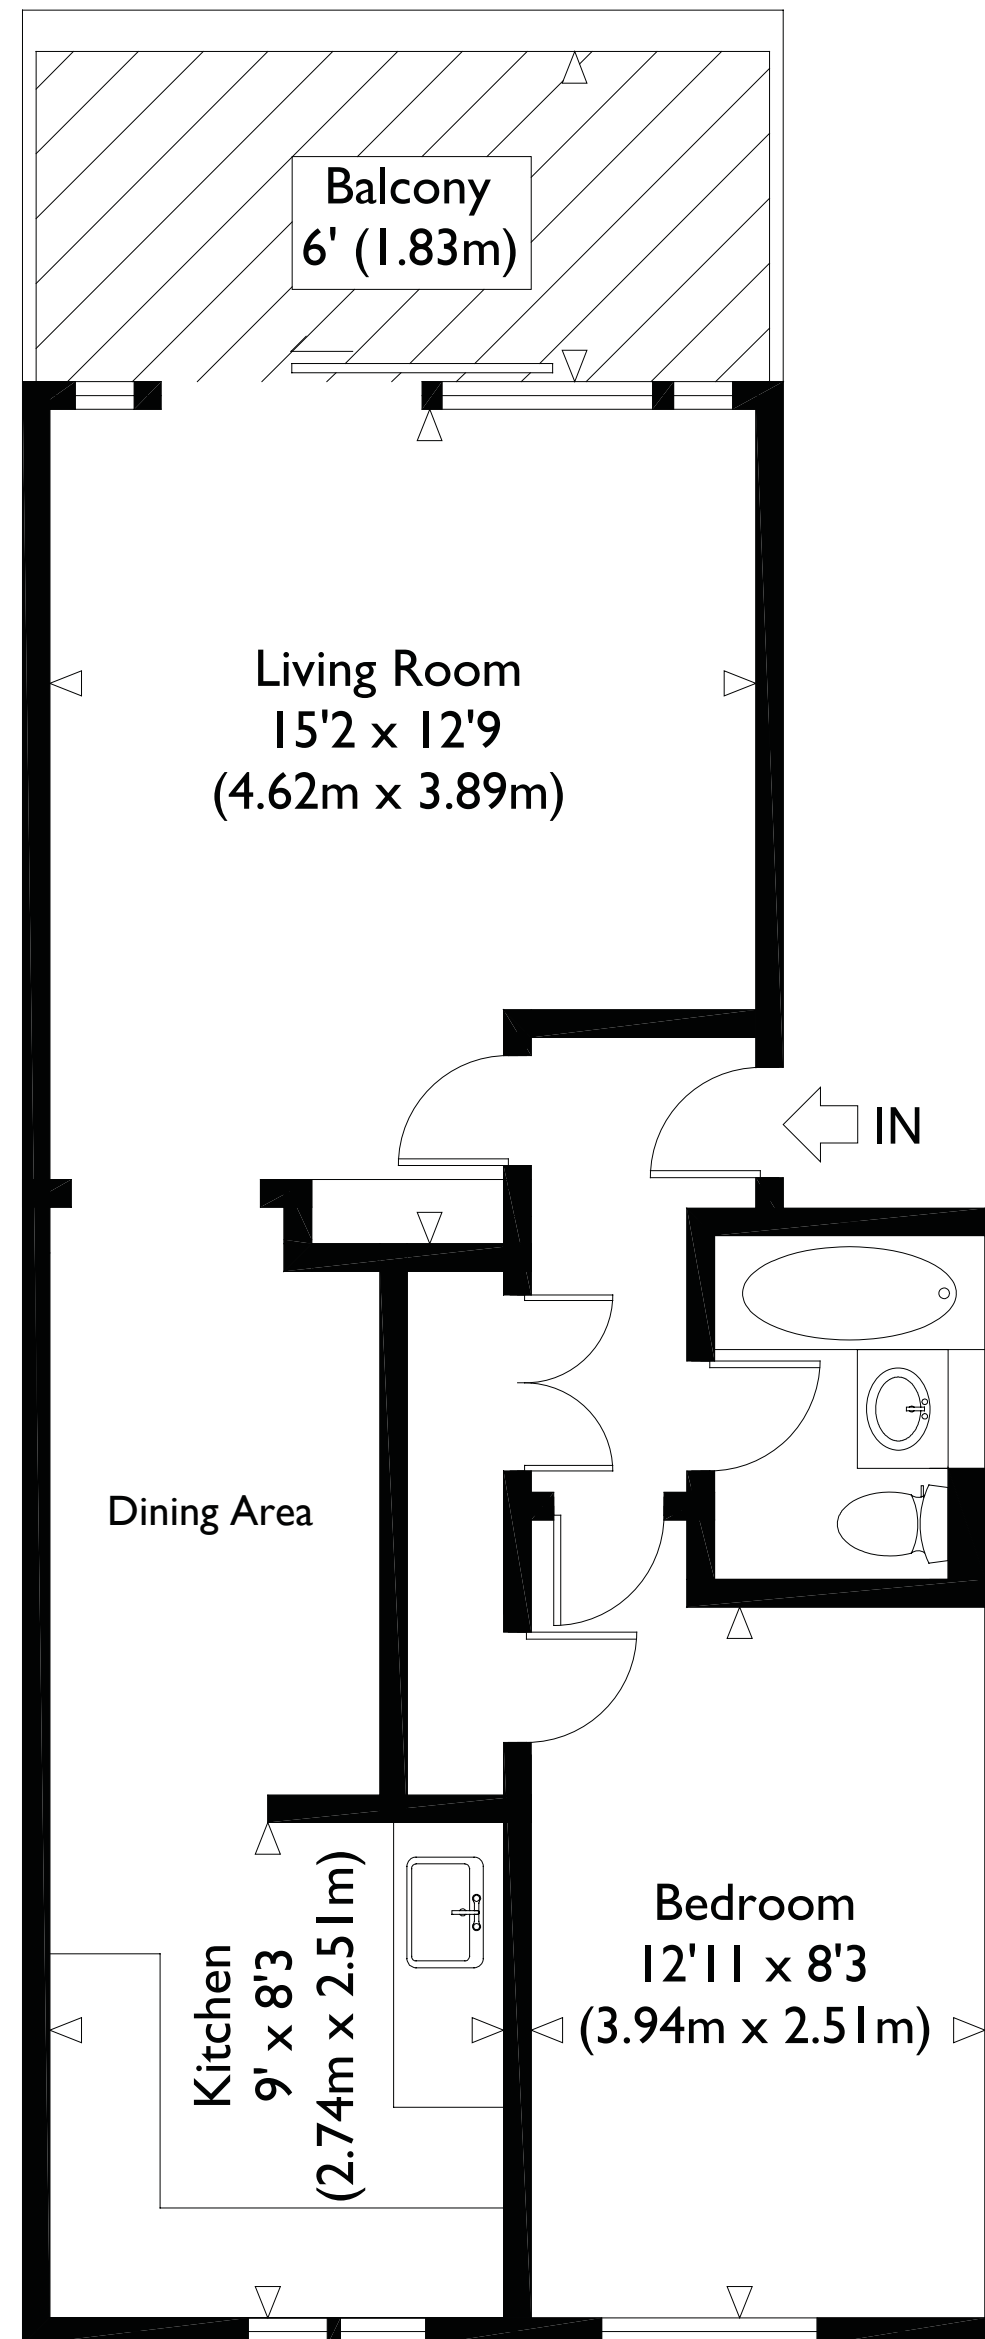 Balcony
6' (1.83m)
Living Room
15'2 x 12'9
(4.62m x 3.89m)
IN
Dining Area
Kitchen
9' x 8'3
(2.74m x 2.51m)
Bedroom
12'11 x 8'3
(3.94m x 2.51m)